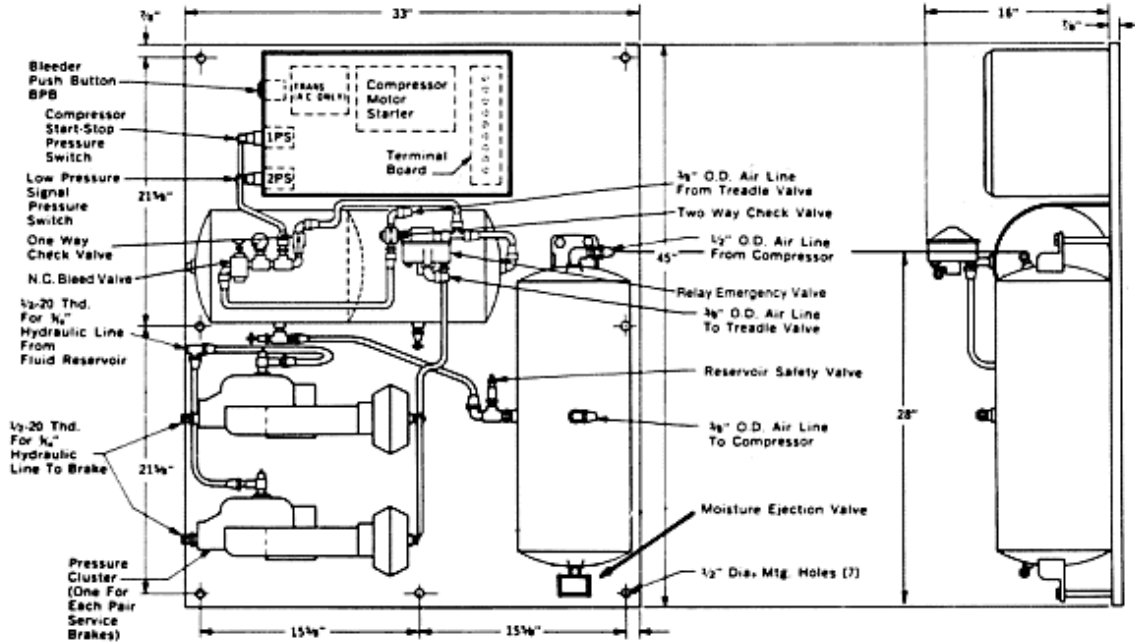 33"
16"
7/8"
7/8"
Bleeder
Push Button
BPB
TRANS
(AC ONLY)
Compressor
Motor
Starter
Compressor
Start-Stop
Pressure
Switch
1PS
Terminal
Board
Low Pressure
Signal
Pressure
Switch
2PS
21 5/8"
3/8" O.D. Air Line
From Treadle Valve
Two Way Check Valve
One Way
Check Valve
1/2" O.D. Air Line
From Compressor
45"
N.C. Bleed Valve
Relay Emergency Valve
1/2-20 Thd.
For 5/16"
Hydraulic Line
From
Fluid Reservoir
3/8" O.D. Air Line
To Treadle Valve
Reservoir Safety Valve
28"
1/2-20 Thd.
For 5/16"
Hydraulic
Line To Brake
21 5/8"
3/8" O.D. Air Line
To Compressor
Moisture Ejection Valve
Pressure
Cluster
(One For
Each Pair
Service
Brakes)
1/2" Dia. Mtg. Holes (7)
15 5/8"
15 5/8"